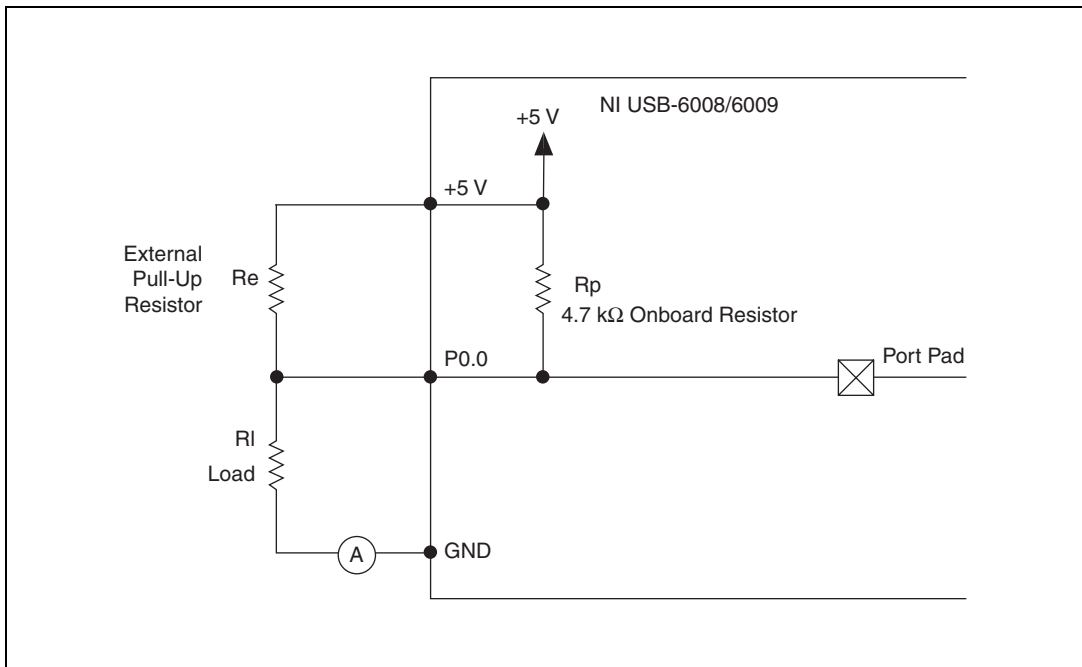 NI USB-6008/6009
+5 V
+5 V
External
Pull-Up
Resistor
Re
Rp
4.7 kΩ Onboard Resistor
P0.0
Port Pad
Rl
Load
A
GND